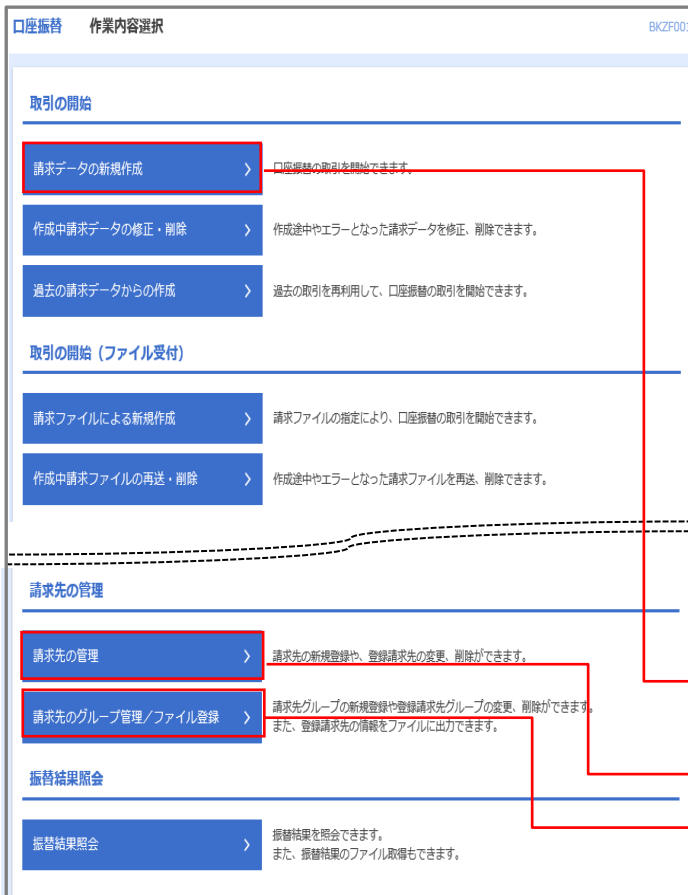 口座振替 作業内容選択 BKZF001
取引の開始
請求データの新規作成 口座振替の取引を開始できます。
作成中請求データの修正・削除 作成途中やエラーとなった請求データを修正、削除できます。
過去の請求データからの作成 過去の取引を再利用して、口座振替の取引を開始できます。
取引の開始（ファイル受付）
請求ファイルによる新規作成 請求ファイルの指定により、口座振替の取引を開始できます。
作成中請求ファイルの再送・削除 作成途中やエラーとなった請求ファイルを再送、削除できます。
請求先の管理
請求先の管理 請求先の新規登録や、登録請求先の変更、削除ができます。
請求先のグループ管理／ファイル登録 請求先グループの新規登録や登録請求先グループの変更、削除ができます。
また、登録請求先の情報をファイルに出力できます。
振替結果照会
振替結果照会 振替結果を照会できます。
また、振替結果のファイル取得もできます。